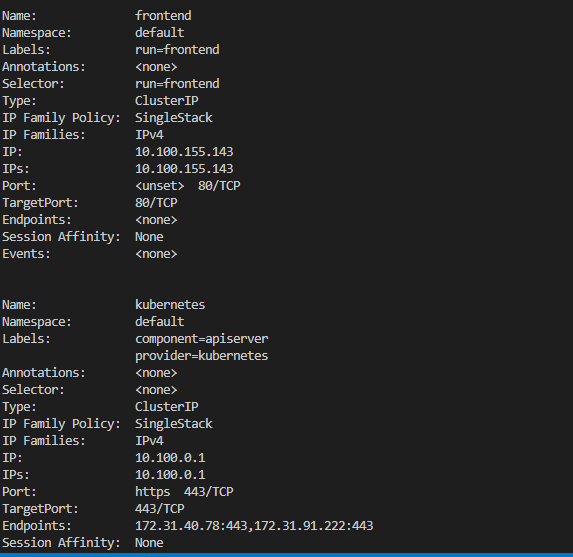 Name:              frontend
Namespace:         default
Labels:            run=frontend
Annotations:       <none>
Selector:          run=frontend
Type:              ClusterIP
IP Family Policy:  SingleStack
IP Families:       IPv4
IP:                10.100.155.143
IPs:               10.100.155.143
Port:              <unset>  80/TCP
TargetPort:        80/TCP
Endpoints:         <none>
Session Affinity:  None
Events:            <none>
Name:              kubernetes
Namespace:         default
Labels:            component=apiserver
                   provider=kubernetes
Annotations:       <none>
Selector:          <none>
Type:              ClusterIP
IP Family Policy:  SingleStack
IP Families:       IPv4
IP:                10.100.0.1
IPs:               10.100.0.1
Port:              https  443/TCP
TargetPort:        443/TCP
Endpoints:         172.31.40.78:443,172.31.91.222:443
Session Affinity:  None